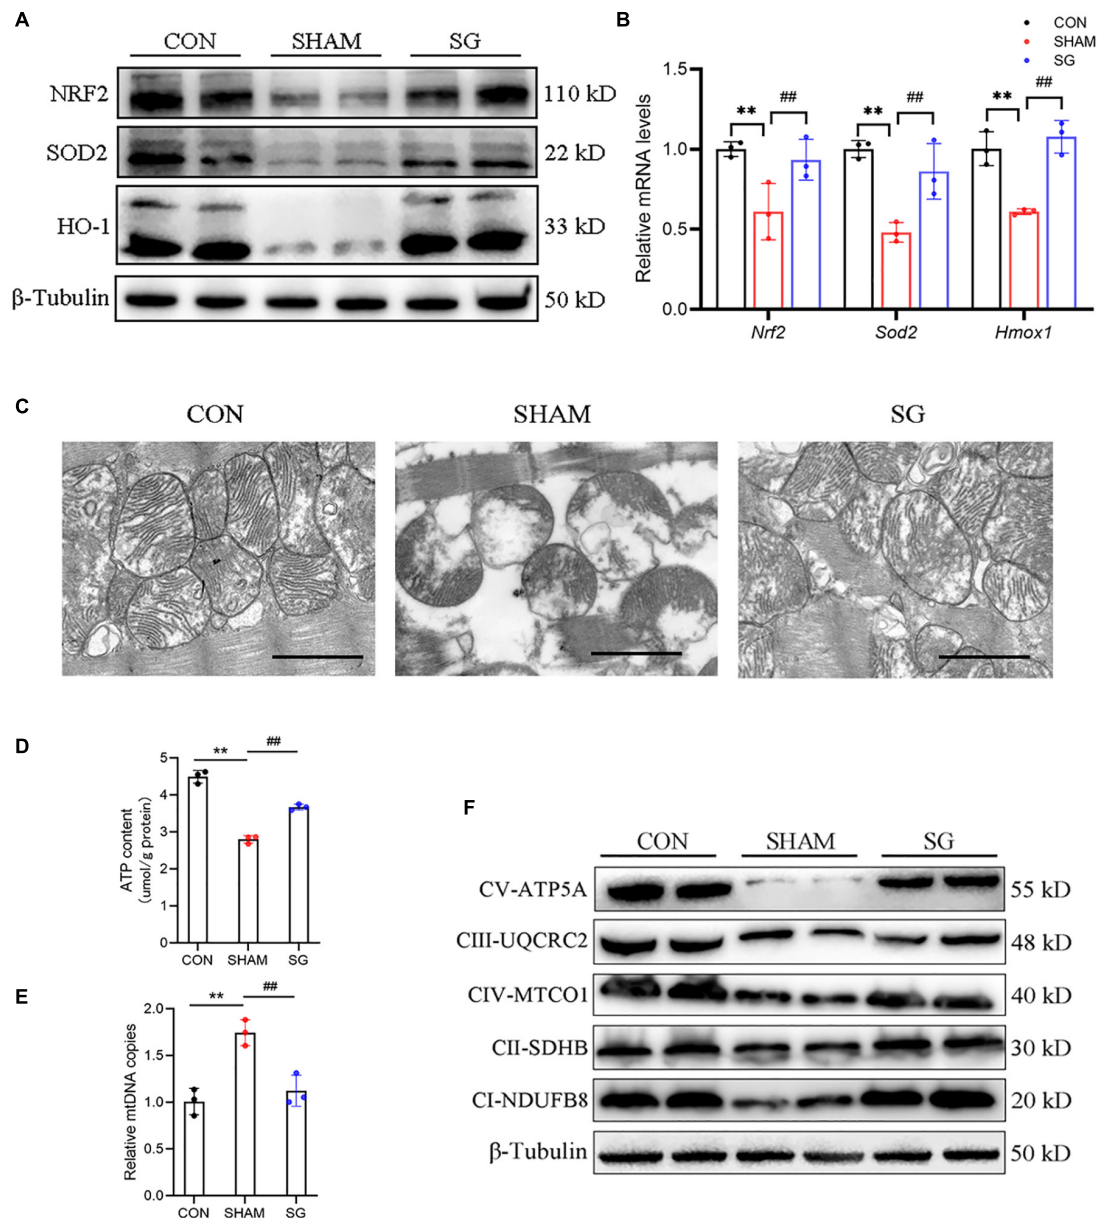 A
CON SHAM SG
NRF2 110 kD
SOD2 22 kD
HO-1 33 kD
β-Tubulin 50 kD
B
CON
SHAM
SG
Relative mRNA levels
1.5
1.0
0.5
0.0
** ## ** ## ** ##
Nrf2 Sod2 Hmox1
C
CON SHAM SG
D
ATP content
(umol/g protein)
5
4
3
2
1
0
** ##
CON SHAM SG
E
Relative mtDNA copies
2.0
1.5
1.0
0.5
0.0
** ##
CON SHAM SG
F
CON SHAM SG
CV-ATP5A 55 kD
CIII-UQCRC2 48 kD
CIV-MTCO1 40 kD
CII-SDHB 30 kD
CI-NDUFB8 20 kD
β-Tubulin 50 kD